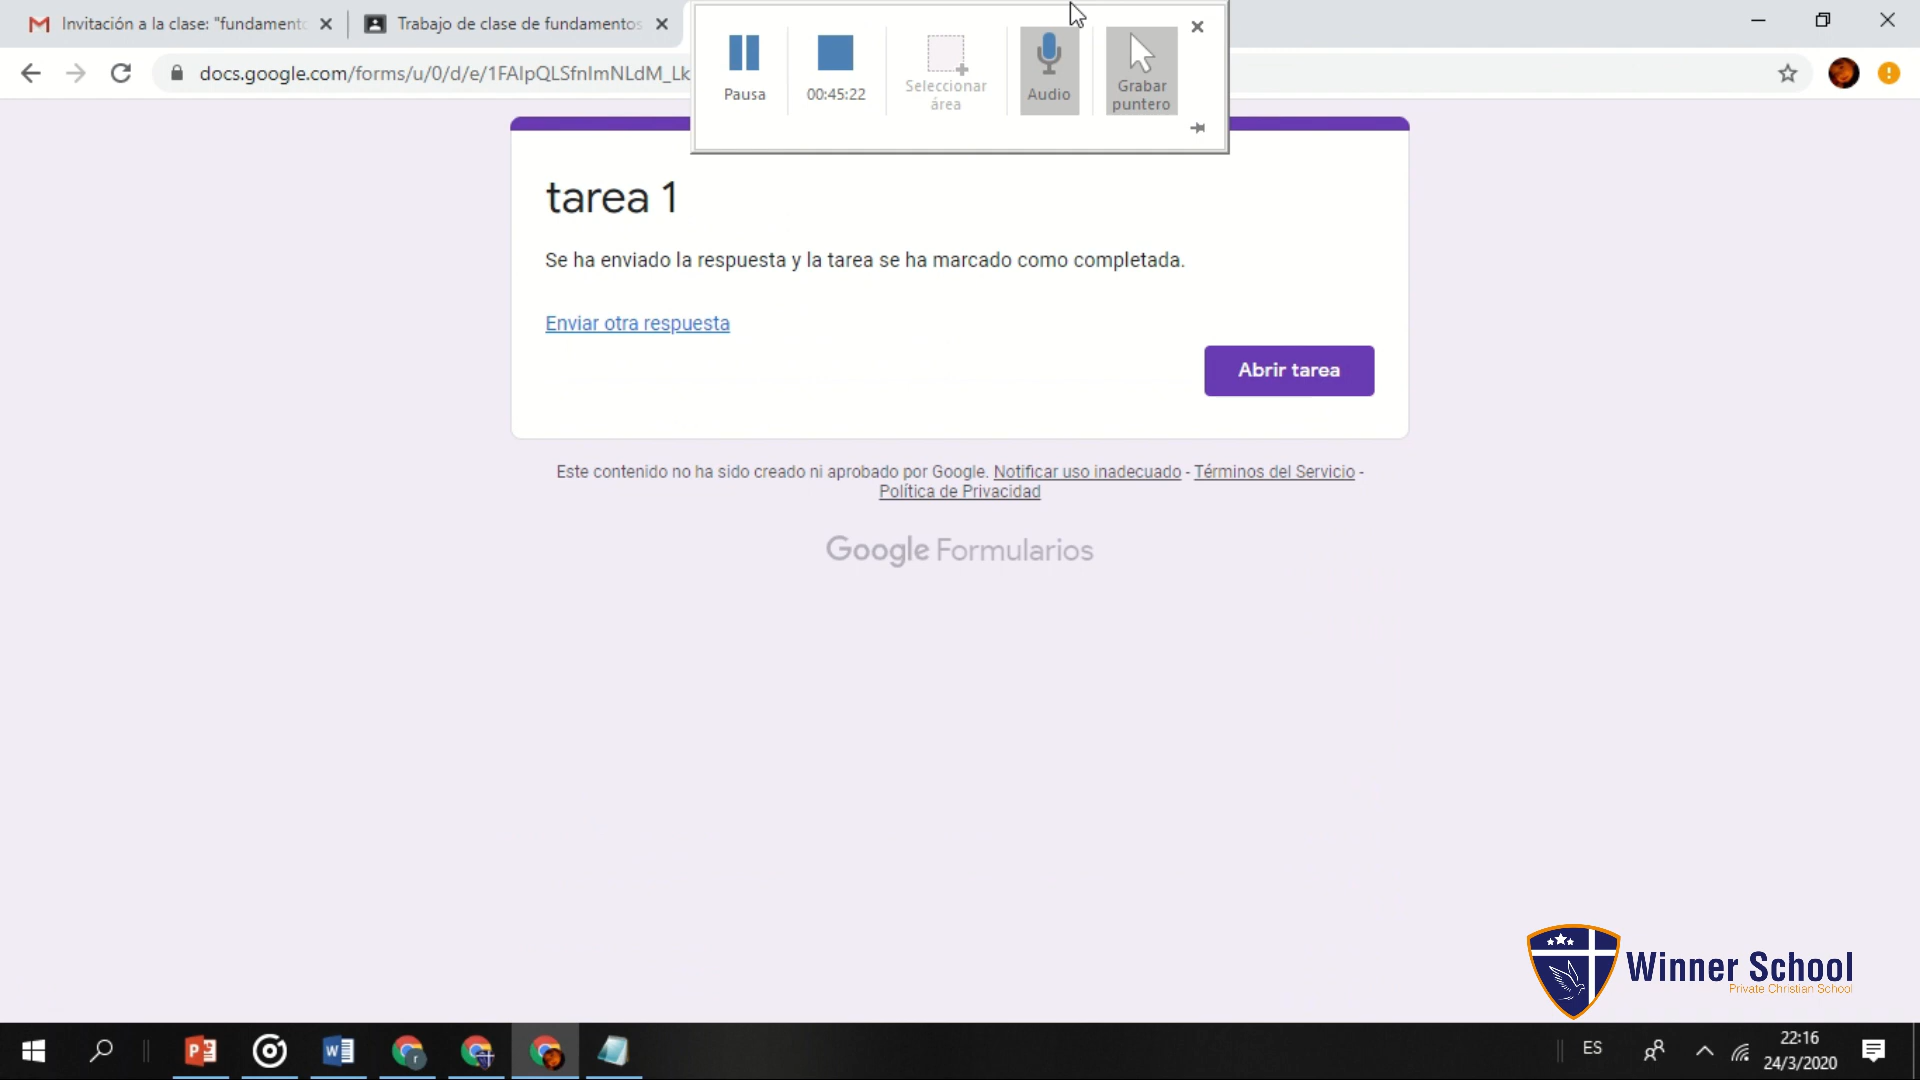 Invitación a la clase: "fundament
Trabajo de clase de fundamentos
docs.google.com/forms/u/0/d/e/1FAIpQLSfnImNLdM_Lk
Pausa
00:45:22
Seleccionar
área
Audio
Grabar
puntero
tarea 1
Se ha enviado la respuesta y la tarea se ha marcado como completada.
Enviar otra respuesta
Abrir tarea
Este contenido no ha sido creado ni aprobado por Google. Notificar uso inadecuado - Términos del Servicio -
Política de Privacidad
Google Formularios
Winner School
Private Christian School
ES
22:16
24/3/2020